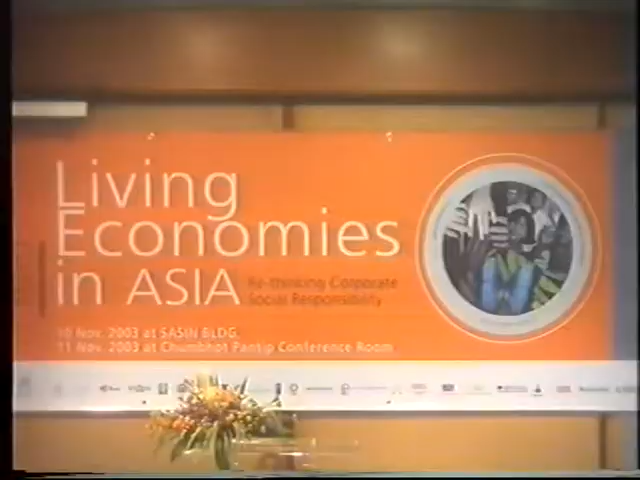 Living
Economies
in ASIA
Re-thinking Corporate
Social Responsibility
10 Nov. 2003 at SASIN BLDG.
11 Nov. 2003 at Chumbhot Pantip Conference Room